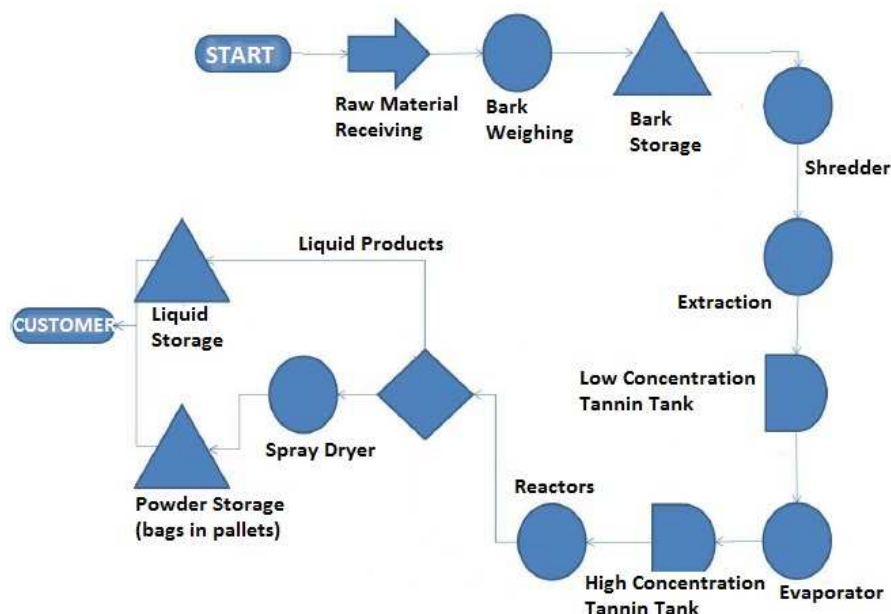 START
Raw Material
Receiving
Bark
Weighing
Bark
Storage
Shredder
Extraction
Low Concentration
Tannin Tank
Evaporator
High Concentration
Tannin Tank
Reactors
Liquid Products
Spray Dryer
Liquid
Storage
Powder Storage
(bags in pallets)
CUSTOMER